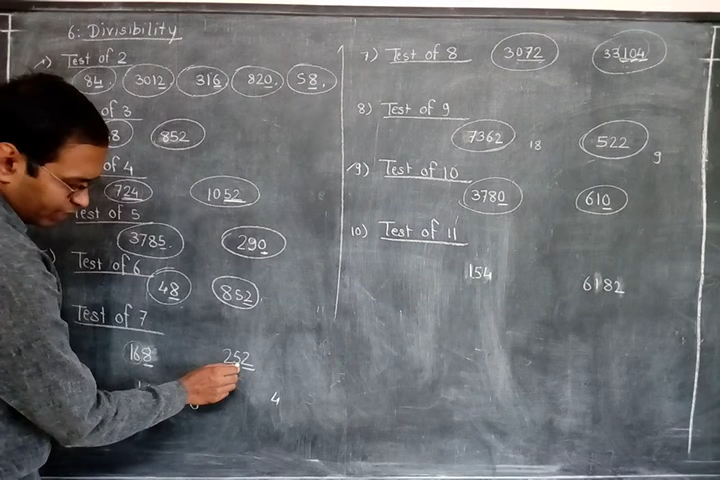 6: Divisibility
1) Test of 2
84 3012 316 820 58
of 3
8 852
of 4
724 1052
Test of 5
3785 290
Test of 6
48 852
Test of 7
168 252
4
7) Test of 8 3072 33104
8) Test of 9
7362 18 522 9
9) Test of 10
3780 610
10) Test of 11
154 6182